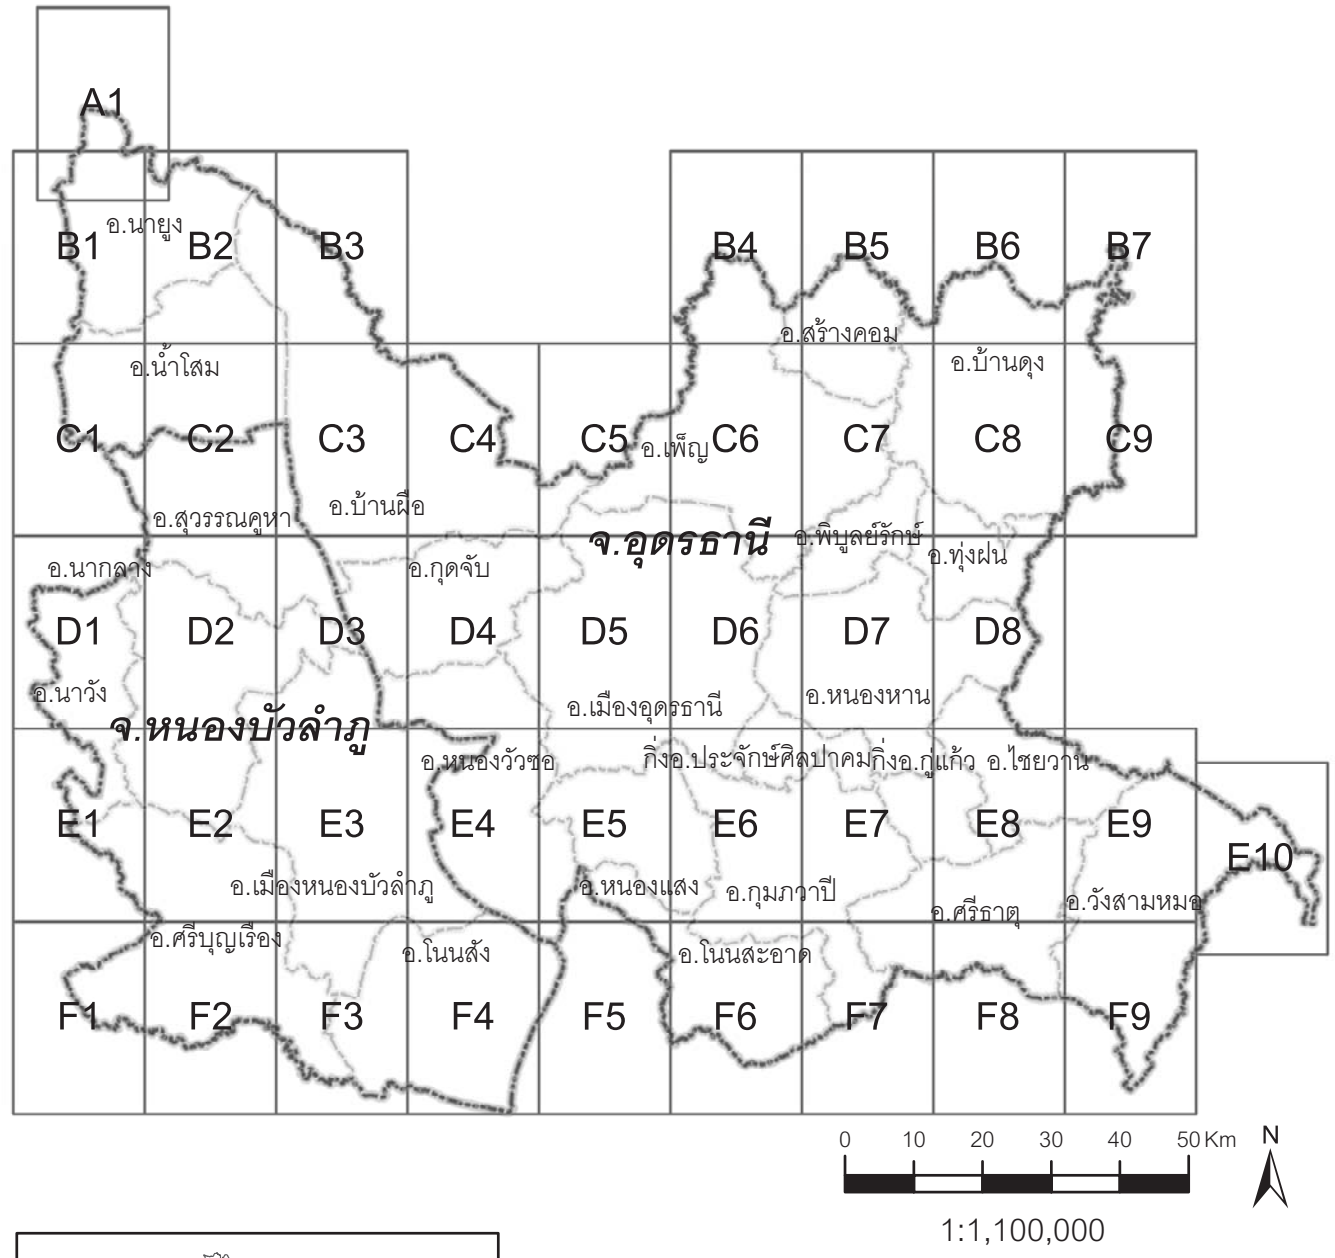 A1
อ.นายูง
B1 B2 B3 B4 B5 B6 B7
อ.สร้างคอม
อ.น้ำโสม อ.บ้านดุง
C1 C2 C3 C4 C5 อ.เพ็ญ C6 C7 C8 C9
อ.สุวรรณคูหา อ.บ้านผือ
จ.อุดรธานี อ.พิบูลย์รักษ์
อ.นากลาง อ.กุดจับ อ.ทุ่งฝน
D1 D2 D3 D4 D5 D6 D7 D8
อ.นาวัง อ.เมืองอุดรธานี อ.หนองหาน
จ.หนองบัวลำภู
อ.หนองวัวซอ กิ่งอ.ประจักษ์ศิลปาคม กิ่งอ.กู่แก้ว อ.ไชยวาน
E1 E2 E3 E4 E5 E6 E7 E8 E9
E10
อ.เมืองหนองบัวลำภู อ.หนองแสง อ.กุมภวาปี
อ.ศรีธาตุ อ.วังสามหมอ
อ.ศรีบุญเรือง อ.โนนสัง อ.โนนสะอาด
F1 F2 F3 F4 F5 F6 F7 F8 F9
0 10 20 30 40 50 Km N
1:1,100,000